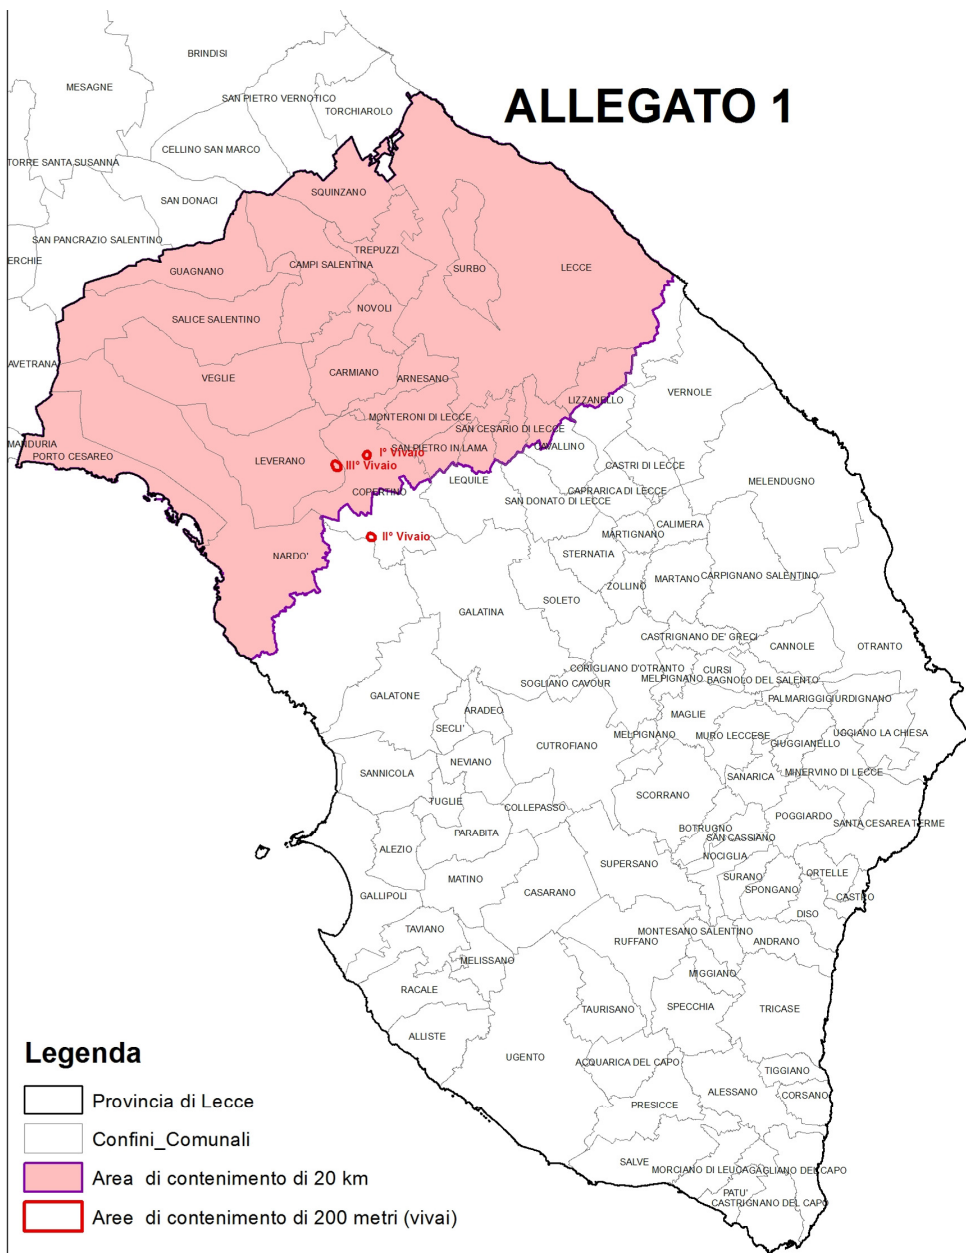 BRINDISI
MESAGNE
SAN PIETRO VERNOTICO
TORCHIAROLO
ALLEGATO 1
CELLINO SAN MARCO
TORRE SANTA SUSANNA
SQUINZANO
SAN DONACI
SAN PANCRAZIO SALENTINO
TREPUZZI
ERCHIE
CAMPI SALENTINA
GUAGNANO
SURBO
LECCE
NOVOLI
SALICE SALENTINO
AVETRANA
CARMIANO
VEGLIE
ARNESANO
VERNOLE
LIZZANELLO
MONTERONI DI LECCE
SAN CESARIO DI LECCE
MANDURIA
SAN PIETRO IN LAMA
CAVALLINO
PORTO CESAREO
I° Vivaio
LEVERANO
III° Vivaio
CASTRI DI LECCE
LEQUILE
MELENDUGNO
COPERTINO
CAPRARICA DI LECCE
SAN DONATO DI LECCE
CALIMERA
II° Vivaio
MARTIGNANO
NARDO'
STERNATIA
ZOLLINO
MARTANO
CARPIGNANO SALENTINO
SOLETO
GALATINA
CASTRIGNANO DE' GRECI
CANNOLE
OTRANTO
CORIGLIANO D'OTRANTO
CURSI
MELPIGNANO
BAGNOLO DEL SALENTO
SOGLIANO CAVOUR
GALATONE
PALMARIGGI
GIURDIGNANO
ARADEO
MAGLIE
SECLI'
MELPIGNANO
MURO LECCESE
UGGIANO LA CHIESA
CUTROFIANO
GIUGGIANELLO
NEVIANO
SANNICOLA
SANARICA
MINERVINO DI LECCE
TUGLIE
COLLEPASSO
SCORRANO
POGGIARDO
SANTA CESAREA TERME
PARABITA
BOTRUGNO
SAN CASSIANO
ALEZIO
NOCIGLIA
SUPERSANO
ORTELLE
MATINO
SURANO
SPONGANO
CASTRO
GALLIPOLI
CASARANO
DISO
TAVIANO
MONTESANO SALENTINO
RUFFANO
ANDRANO
MELISSANO
MIGGIANO
RACALE
SPECCHIA
TRICASE
TAURISANO
ALLISTE
UGENTO
ACQUARICA DEL CAPO
TIGGIANO
ALESSANO
CORSANO
PRESICCE
SALVE
MORCIANO DI LEUCA
GAGLIANO DEL CAPO
PATU'
CASTRIGNANO DEL CAPO
Legenda
Provincia di Lecce
Confini_Comunali
Area di contenimento di 20 km
Aree di contenimento di 200 metri (vivai)